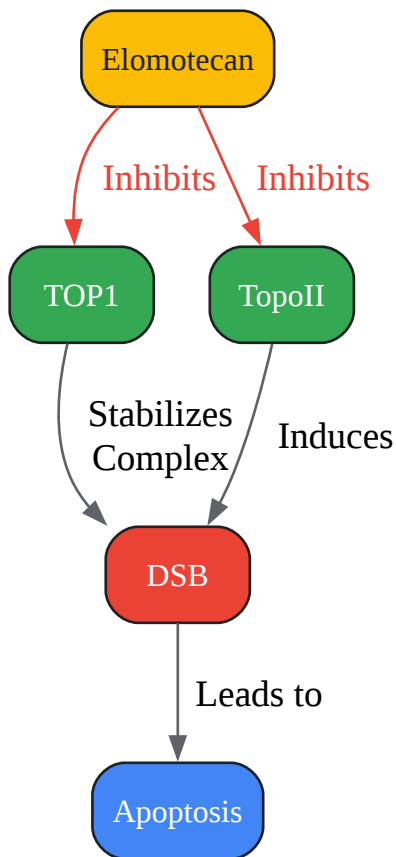 Elomotecan
Inhibits
Inhibits
TOP1
TopoII
Stabilizes
Complex
Induces
DSB
Leads to
Apoptosis